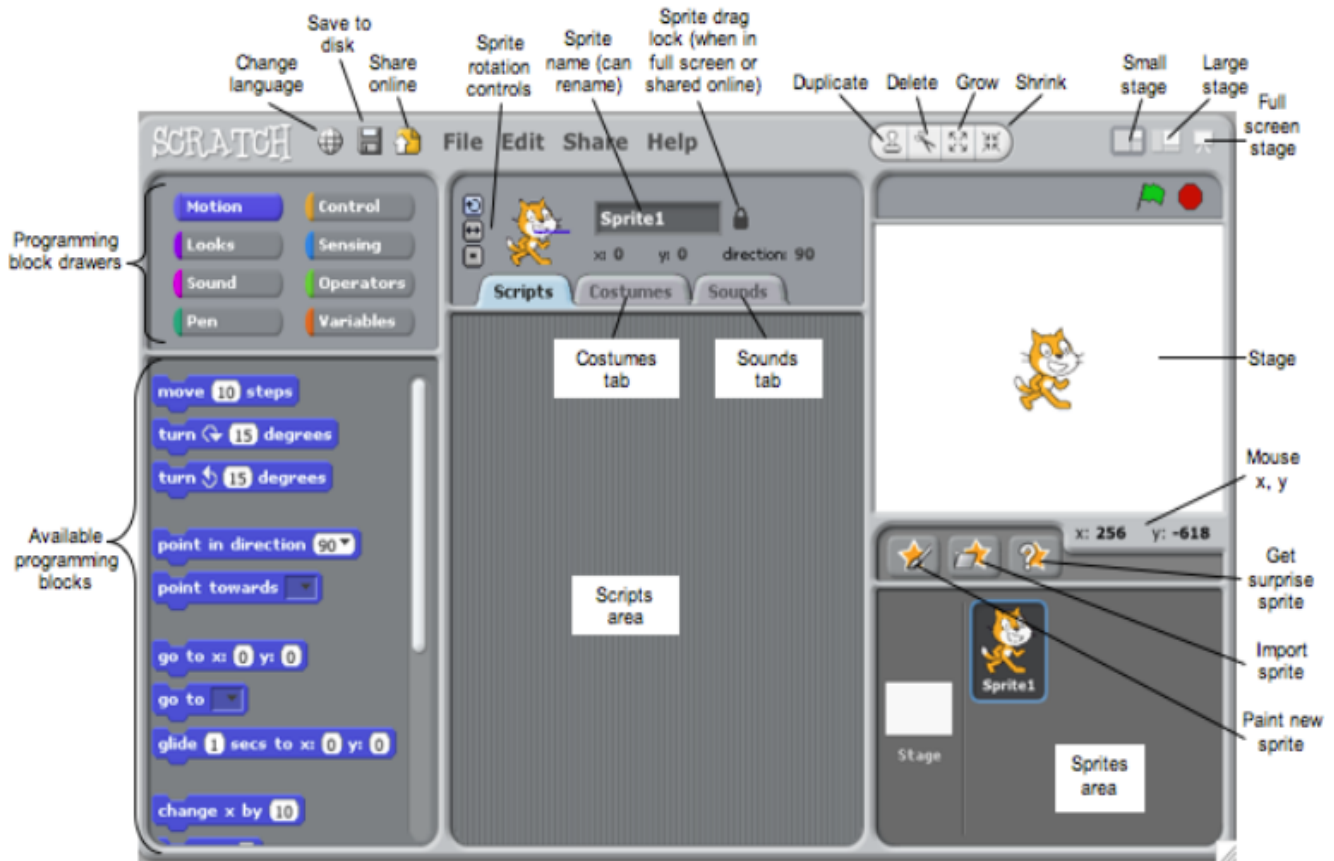 Change
language
Save to
disk
Share
online
Sprite
rotation
controls
Sprite
name (can
rename)
Sprite drag
lock (when in
full screen or
shared online)
Duplicate
Delete
Grow
Shrink
Small
stage
Large
stage
Full
screen
stage
SCRATCH
File Edit Share Help
Programming
block drawers
Motion
Control
Looks
Sensing
Sound
Operators
Pen
Variables
Sprite1
x: 0 y: 0 direction: 90
Scripts
Costumes
Sounds
Costumes
tab
Sounds
tab
Available
programming
blocks
move 10 steps
turn 15 degrees
turn 15 degrees
point in direction 90
point towards
go to x: 0 y: 0
go to
glide 1 secs to x: 0 y: 0
change x by 10
Scripts
area
Stage
Mouse
x, y
x: 256 y: -618
Get
surprise
sprite
Import
sprite
Paint new
sprite
Sprite1
Stage
Sprites
area